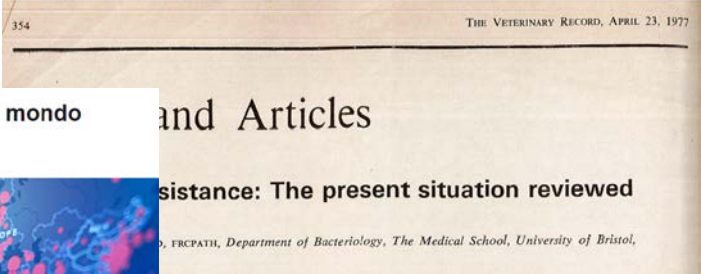 354
THE VETERINARY RECORD, APRIL 23, 1977
mondo
and Articles
sistance: The present situation reviewed
FRCPATH, Department of Bacteriology, The Medical School, University of Bristol,